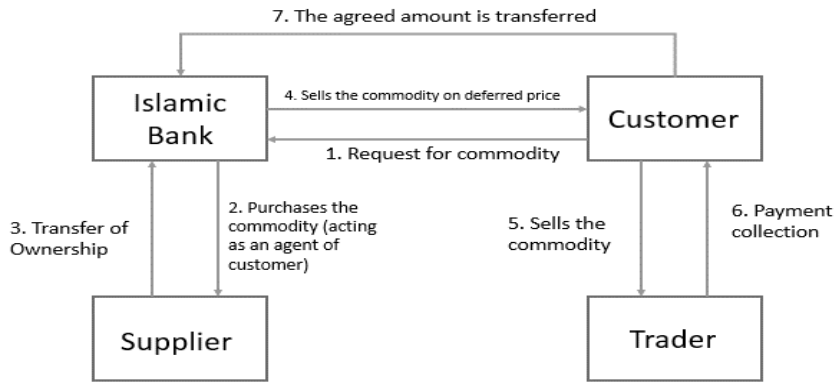 7. The agreed amount is transferred
Islamic
Bank
4. Sells the commodity on deferred price
Customer
1. Request for commodity
3. Transfer of
Ownership
2. Purchases the
commodity (acting
as an agent of
customer)
5. Sells the
commodity
6. Payment
collection
Supplier
Trader